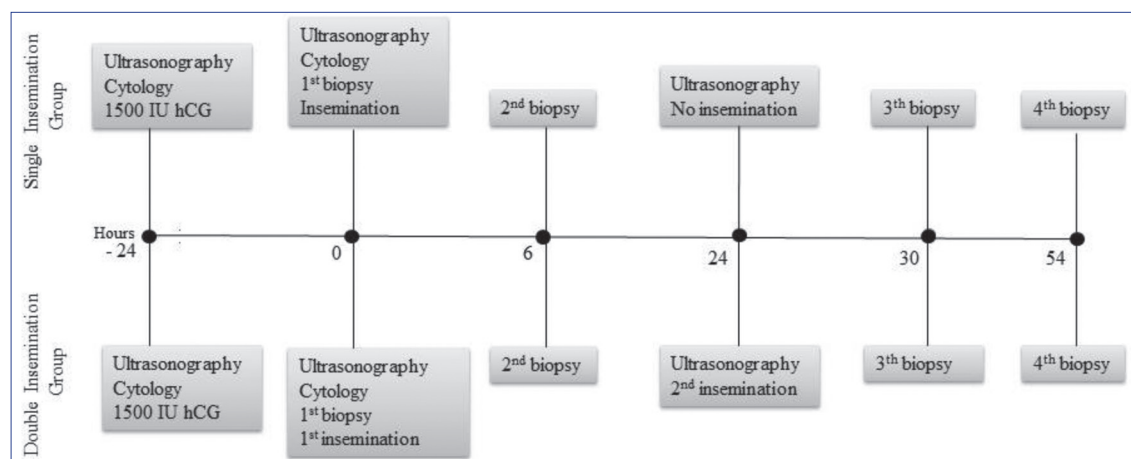 Single Insemination
Group
Ultrasonography
Cytology
1500 IU hCG
Ultrasonography
Cytology
1st biopsy
Insemination
2nd biopsy
Ultrasonography
No insemination
3th biopsy
4th biopsy
Hours
- 24
0
6
24
30
54
Double Insemination
Group
Ultrasonography
Cytology
1500 IU hCG
Ultrasonography
Cytology
1st biopsy
1st insemination
2nd biopsy
Ultrasonography
2nd insemination
3th biopsy
4th biopsy